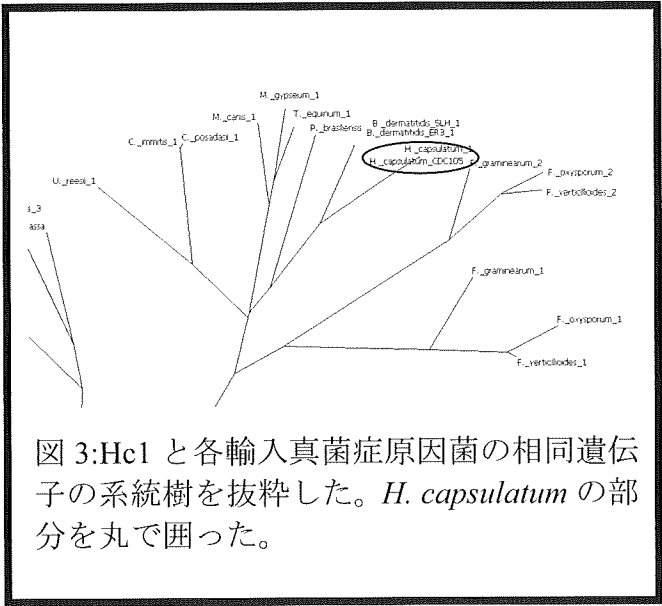 M._gypseum_1
M._canis_1
T._equinum_1
P._brasiliensis
B._dermatitidis_SLH_1
B._dermatitidis_ER3_1
C._immitis_1
C._posadasi_1
H._capsulatum_1
H._capsulatum_CDC105
F._graminearum_2
F._oxysporum_2
F._verticillioides_2
U._reesi_1
s_3
assa
F._graminearum_1
F._oxysporum_1
F._verticillioides_1
図 3:Hc1 と各輸入真菌症原因菌の相同遺伝
子の系統樹を抜粋した。H. capsulatum の部
分を丸で囲った。